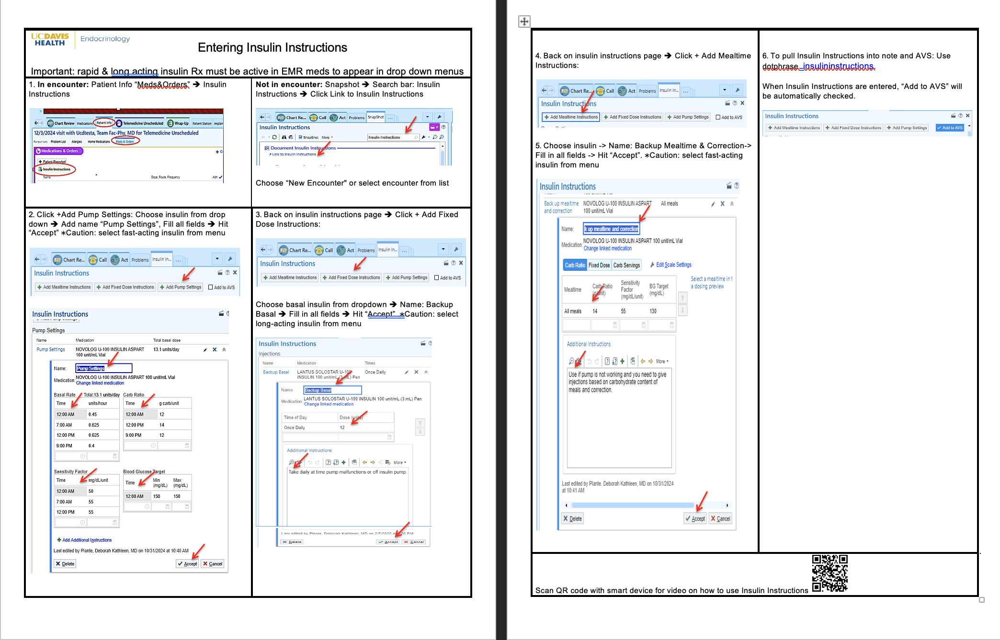 UCDAVIS
HEALTH
Endocrinology
Entering Insulin Instructions
Important: rapid & long acting insulin Rx must be active in EMR meds to appear in drop down menus
1. In encounter: Patient Info “Meds&Orders” ➔ Insulin
Instructions
Chart Review Medications Patient Info Telemedicine Unscheduled Wrap-Up Patient Station Implan
12/3/2024 visit with Ucdtesta, Team Fac-Phy, MD for Telemedicine Unscheduled
PATIENT INFO Problem List Allergies Home Medications Meds & Orders
Medications & Orders
Patient-Reported
Insulin Instructions
Name Dose, Route, Frequency Adh
Not in encounter: Snapshot ➔ Search bar: Insulin
Instructions ➔ Click Link to Insulin Instructions
Chart Re... Call Act Problems SnapShot ...
Insulin Instructions
SnapShot More Insulin Instructions
Document Insulin Instructions
Link to Insulin Instructions
Choose “New Encounter" or select encounter from list
2. Click +Add Pump Settings: Choose insulin from drop
down ➔ Add name “Pump Settings”, Fill all fields ➔ Hit
“Accept” ∗Caution: select fast-acting insulin from menu
Chart Re... Call Act Problems Insulin In... ...
Insulin Instructions
+ Add Mealtime Instructions + Add Fixed Dose Instructions + Add Pump Settings Add to AVS
Insulin Instructions
Pump Settings
Name Medication Total basal dose
Pump Settings NOVOLOG U-100 INSULIN ASPART 13.1 units/day
100 unit/mL Vial
Name: Pump Settings
Medication: NOVOLOG U-100 INSULIN ASPART 100 unit/mL Vial
Change linked medication
Basal Rate Total:13.1 units/day Carb Ratio
Time units/hour Time g carb/unit
12:00 AM 0.45 12:00 AM 12
7:00 AM 0.625 12:00 PM 14
12:00 PM 0.625 9:00 PM 12
9:00 PM 0.4
Sensitivity Factor Blood Glucose Target
Time mg/dL/unit Time Min (mg/dL) Max (mg/dL)
12:00 AM 50 12:00 AM 150 150
7:00 AM 55
12:00 PM 55
+ Add Additional Instructions
Last edited by Plante, Deborah Kathleen, MD on 10/31/2024 at 10:40 AM
Delete Accept Cancel
3. Back on insulin instructions page ➔ Click + Add Fixed
Dose Instructions:
Chart Re... Call Act Problems Insulin In... ...
Insulin Instructions
+ Add Mealtime Instructions + Add Fixed Dose Instructions + Add Pump Settings Add to AVS
Choose basal insulin from dropdown ➔ Name: Backup
Basal ➔ Fill in all fields ➔ Hit “Accept” ∗Caution: select
long-acting insulin from menu
Insulin Instructions
Injections
Name Medication Times
Backup Basal LANTUS SOLOSTAR U-100 Once Daily
INSULIN 100 unit/mL (3 mL) Pen
Name: Backup Basal
Medication LANTUS SOLOSTAR U-100 INSULIN 100 unit/mL (3 mL) Pen
Change linked medication
Time of Day Dose (units)
Once Daily 12
Additional Instructions
More
Take daily at time pump malfunctions or off insulin pump.
Last edited by Plante, Deborah Kathleen, MD on
Delete Accept Cancel
4. Back on insulin instructions page ➔ Click + Add Mealtime
Instructions:
Chart Re... Call Act Problems Insulin In... ...
Insulin Instructions
+ Add Mealtime Instructions + Add Fixed Dose Instructions + Add Pump Settings Add to AVS
5. Choose insulin -> Name: Backup Mealtime & Correction->
Fill in all fields -> Hit “Accept”. ∗Caution: select fast-acting
insulin from menu
Insulin Instructions
Back up mealtime NOVOLOG U-100 INSULIN ASPART All meals
and correction 100 unit/mL Vial
Name: k up mealtime and correction
NOVOLOG U-100 INSULIN ASPART 100 unit/mL Vial
Medication: Change linked medication
Carb Ratio Fixed Dose Carb Servings Edit Scale Settings
Mealtime Carb Ratio (g/unit) Sensitivity Factor (mg/dL/unit) BG Target (mg/dL)
Select a mealtime in t
a dosing preview
All meals 14 55 130
Additional Instructions
More
Use if pump is not working and you need to give
injections based on carbohydrate content of
meals and correction.
Last edited by Plante, Deborah Kathleen, MD on 10/31/2024
at 10:41 AM
Delete Accept Cancel
6. To pull Insulin Instructions into note and AVS: Use
dotphrase .insulininstructions.
When Insulin Instructions are entered, “Add to AVS” will
be automatically checked.
Insulin Instructions
+ Add Mealtime Instructions + Add Fixed Dose Instructions + Add Pump Settings Add to AVS
Scan QR code with smart device for video on how to use Insulin Instructions